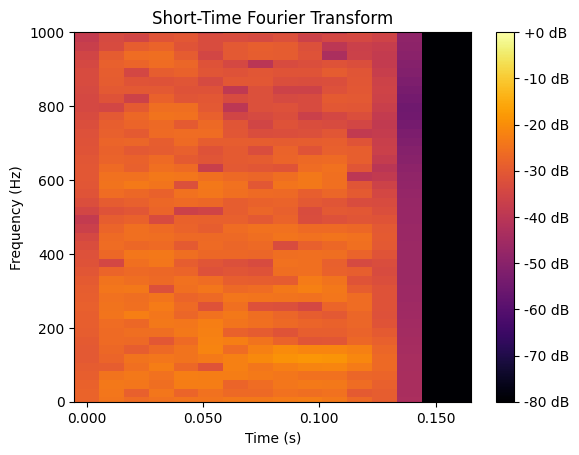 Short-Time Fourier Transform
1000
800
600
400
200
0
Frequency (Hz)
0.000
0.050
0.100
0.150
Time (s)
+0 dB
-10 dB
-20 dB
-30 dB
-40 dB
-50 dB
-60 dB
-70 dB
-80 dB